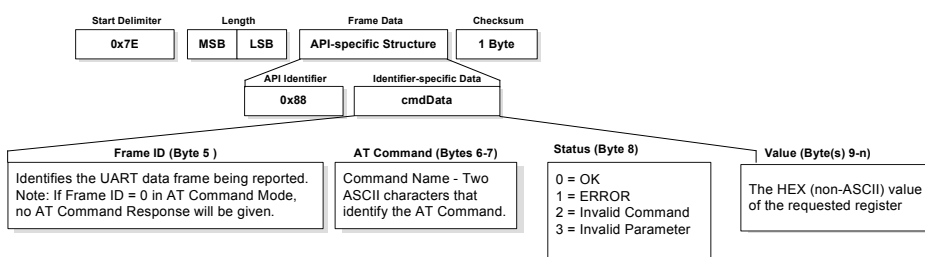 Start Delimiter
Length
Frame Data
Checksum
0x7E
MSB
LSB
API-specific Structure
1 Byte
API Identifier
Identifier-specific Data
0x88
cmdData
Frame ID (Byte 5 )
Identifies the UART data frame being reported.
Note: If Frame ID = 0 in AT Command Mode,
no AT Command Response will be given.
AT Command (Bytes 6-7)
Command Name - Two
ASCII characters that
identify the AT Command.
Status (Byte 8)
0 = OK
1 = ERROR
2 = Invalid Command
3 = Invalid Parameter
Value (Byte(s) 9-n)
The HEX (non-ASCII) value
of the requested register